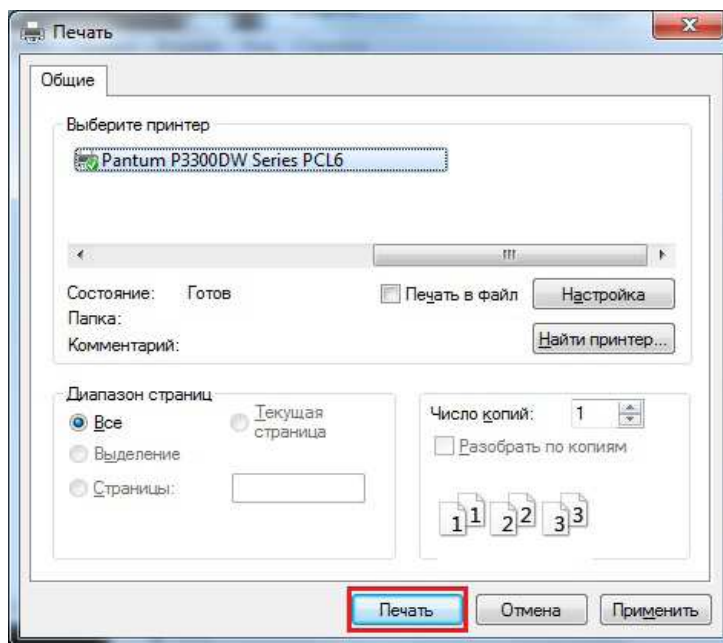 Печать
Общие
Выберите принтер
Pantum P3300DW Series PCL6
Состояние: Готов
Печать в файл
Настройка
Папка:
Комментарий:
Найти принтер...
Диапазон страниц
Все
Текущая
страница
Выделение
Страницы:
Число копий: 1
Разобрать по копиям
1 1 2 2 3 3
Печать
Отмена
Применить